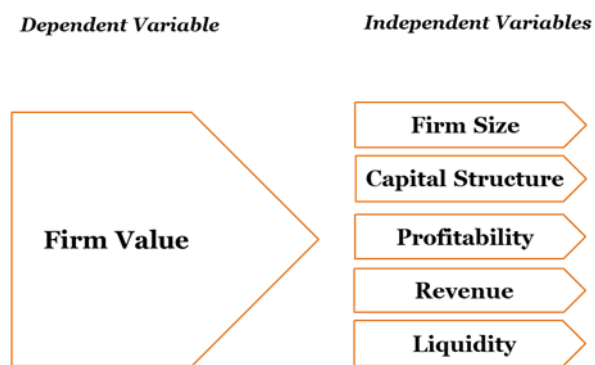 Dependent Variable
Independent Variables
Firm Value
Firm Size
Capital Structure
Profitability
Revenue
Liquidity